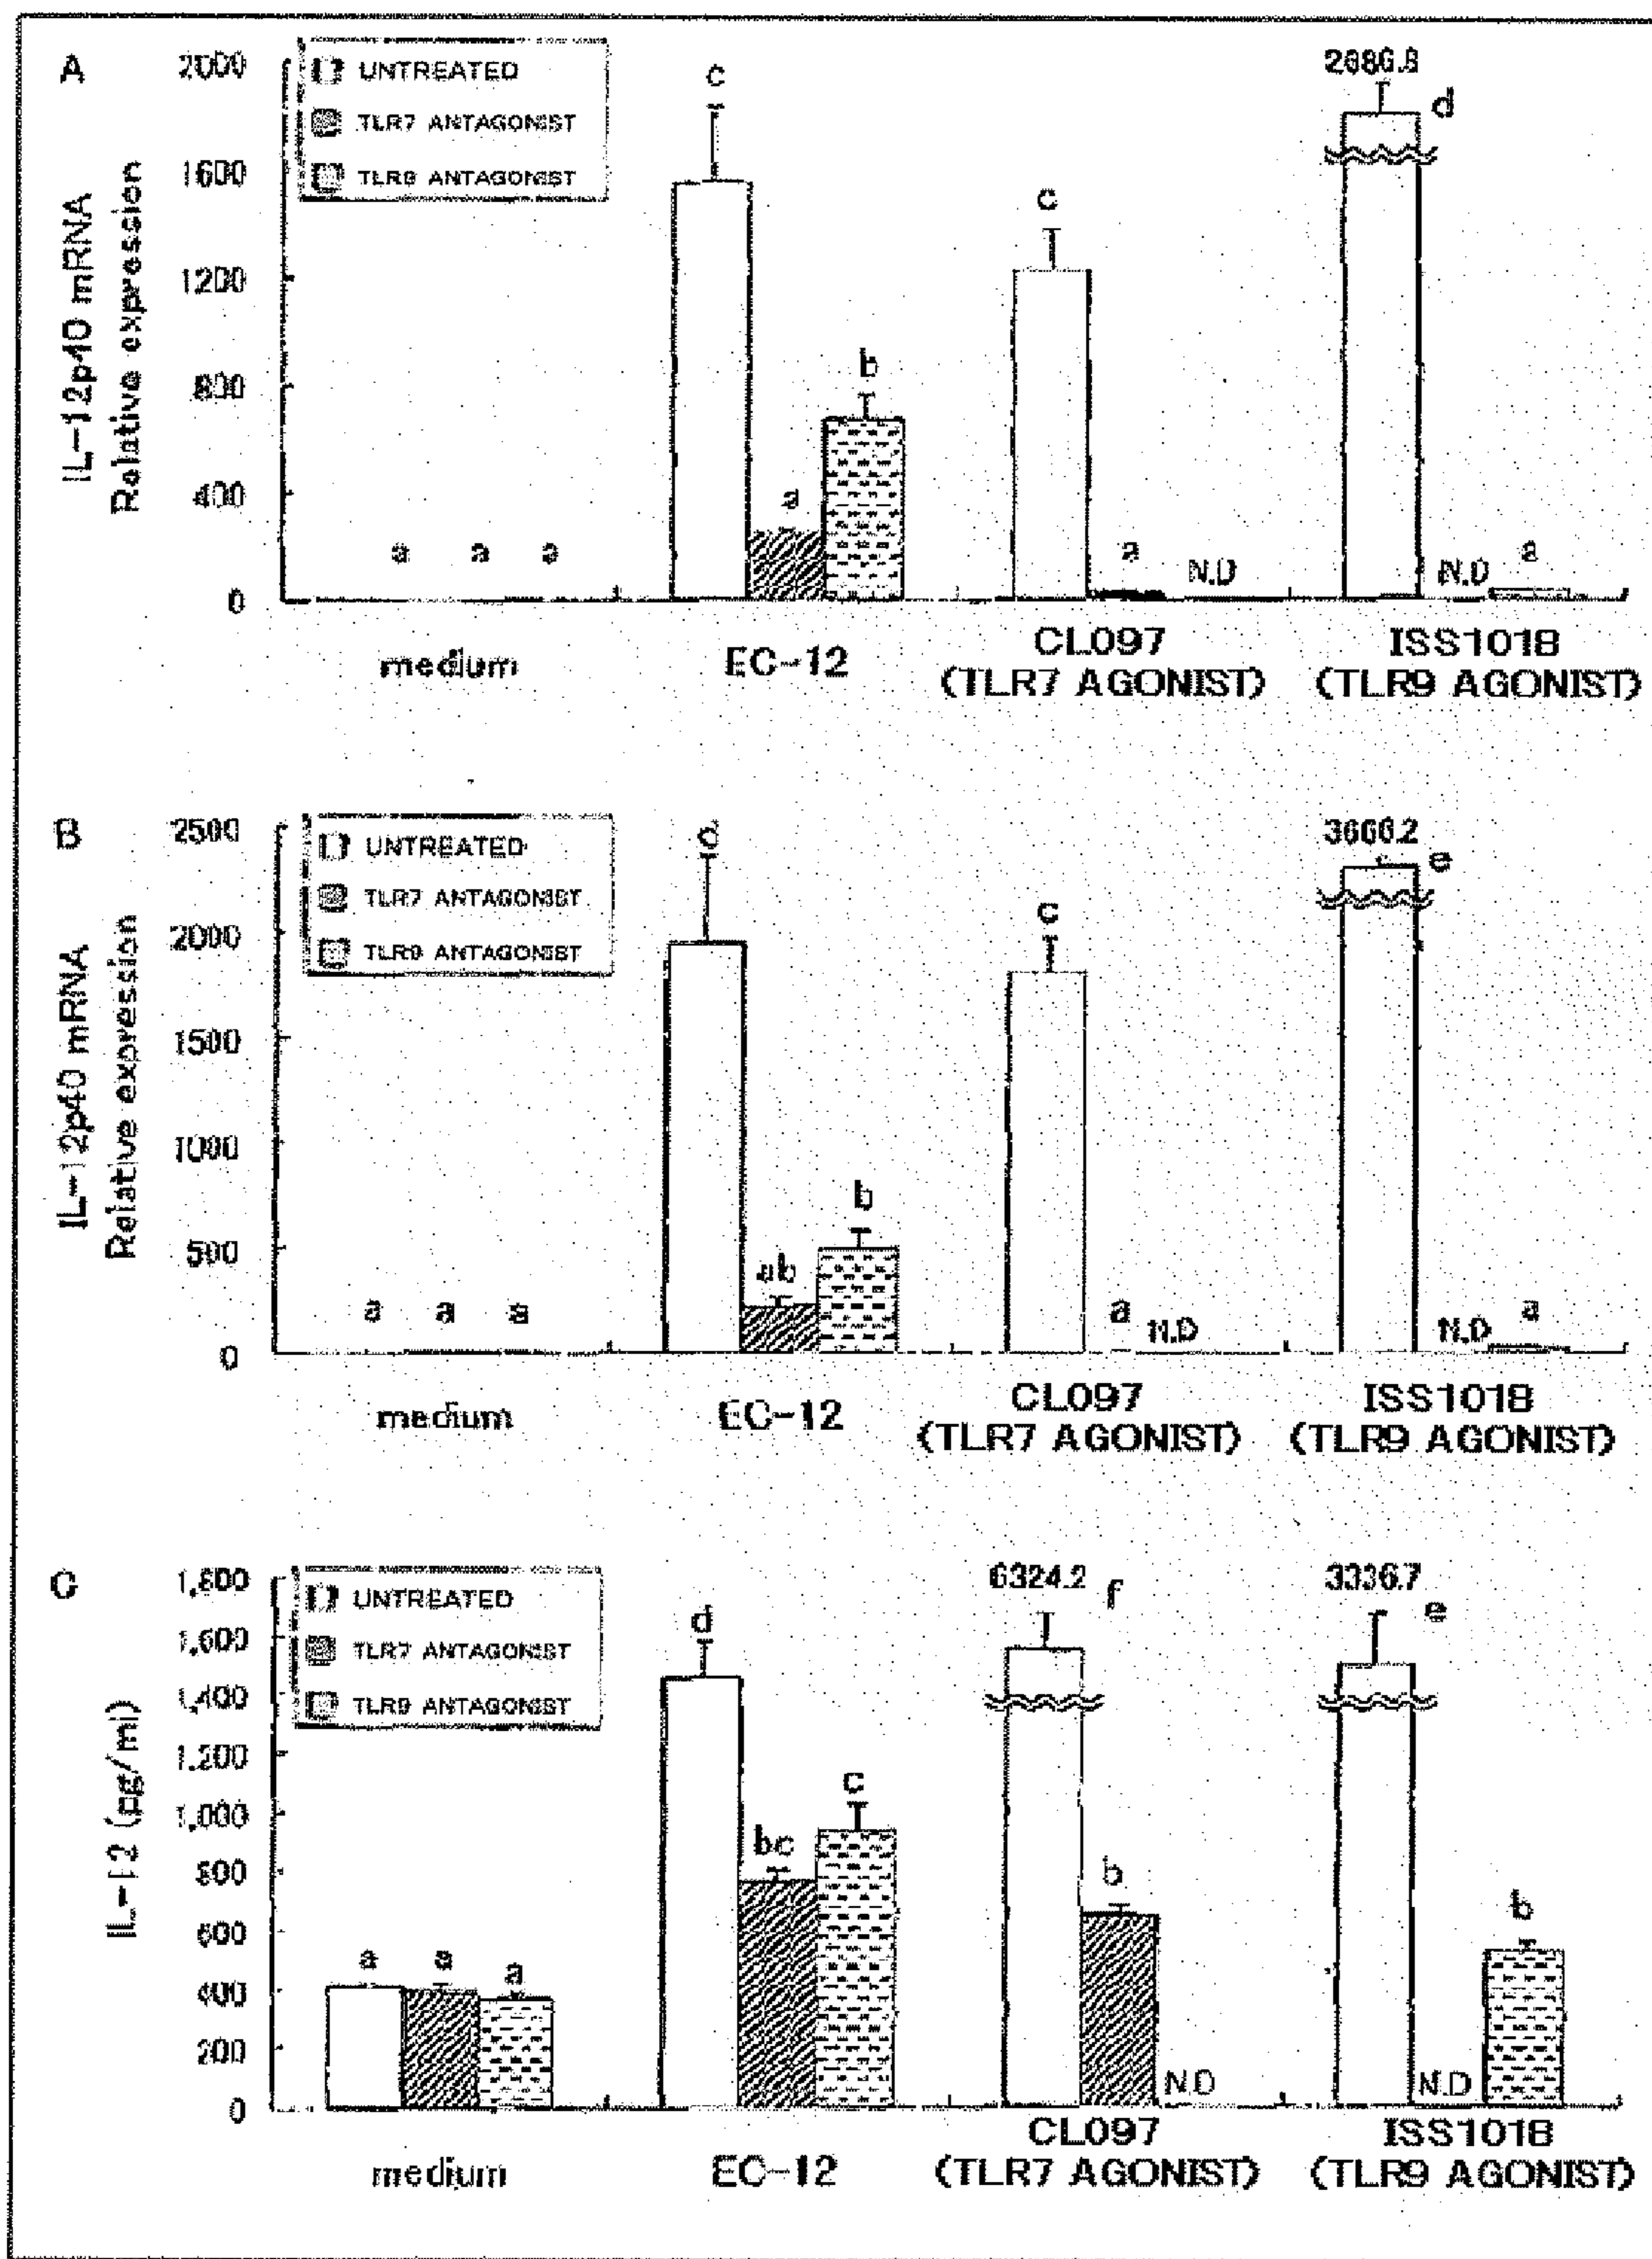 A
2000
1600
1200
800
400
0
IL-12p40 mRNA
Relative expression
UNTREATED
TLR7 ANTAGONIST
TLR9 ANTAGONIST
a a a
c
a
b
c
a
N.D
2686.8
d
N.D
a
medium
EC-12
CL097
(TLR7 AGONIST)
ISS1018
(TLR9 AGONIST)
B
2500
2000
1500
1000
500
0
IL-12p40 mRNA
Relative expression
UNTREATED
TLR7 ANTAGONIST
TLR9 ANTAGONIST
a a a
d
ab
b
c
a
N.D
3666.2
e
N.D
a
medium
EC-12
CL097
(TLR7 AGONIST)
ISS1018
(TLR9 AGONIST)
C
1,800
1,600
1,400
1,200
1,000
800
600
400
200
0
IL-12 (pg/ml)
UNTREATED
TLR7 ANTAGONIST
TLR9 ANTAGONIST
a a a
d
bc
c
6324.2
f
b
N.D
3336.7
e
N.D
b
medium
EC-12
CL097
(TLR7 AGONIST)
ISS1018
(TLR9 AGONIST)